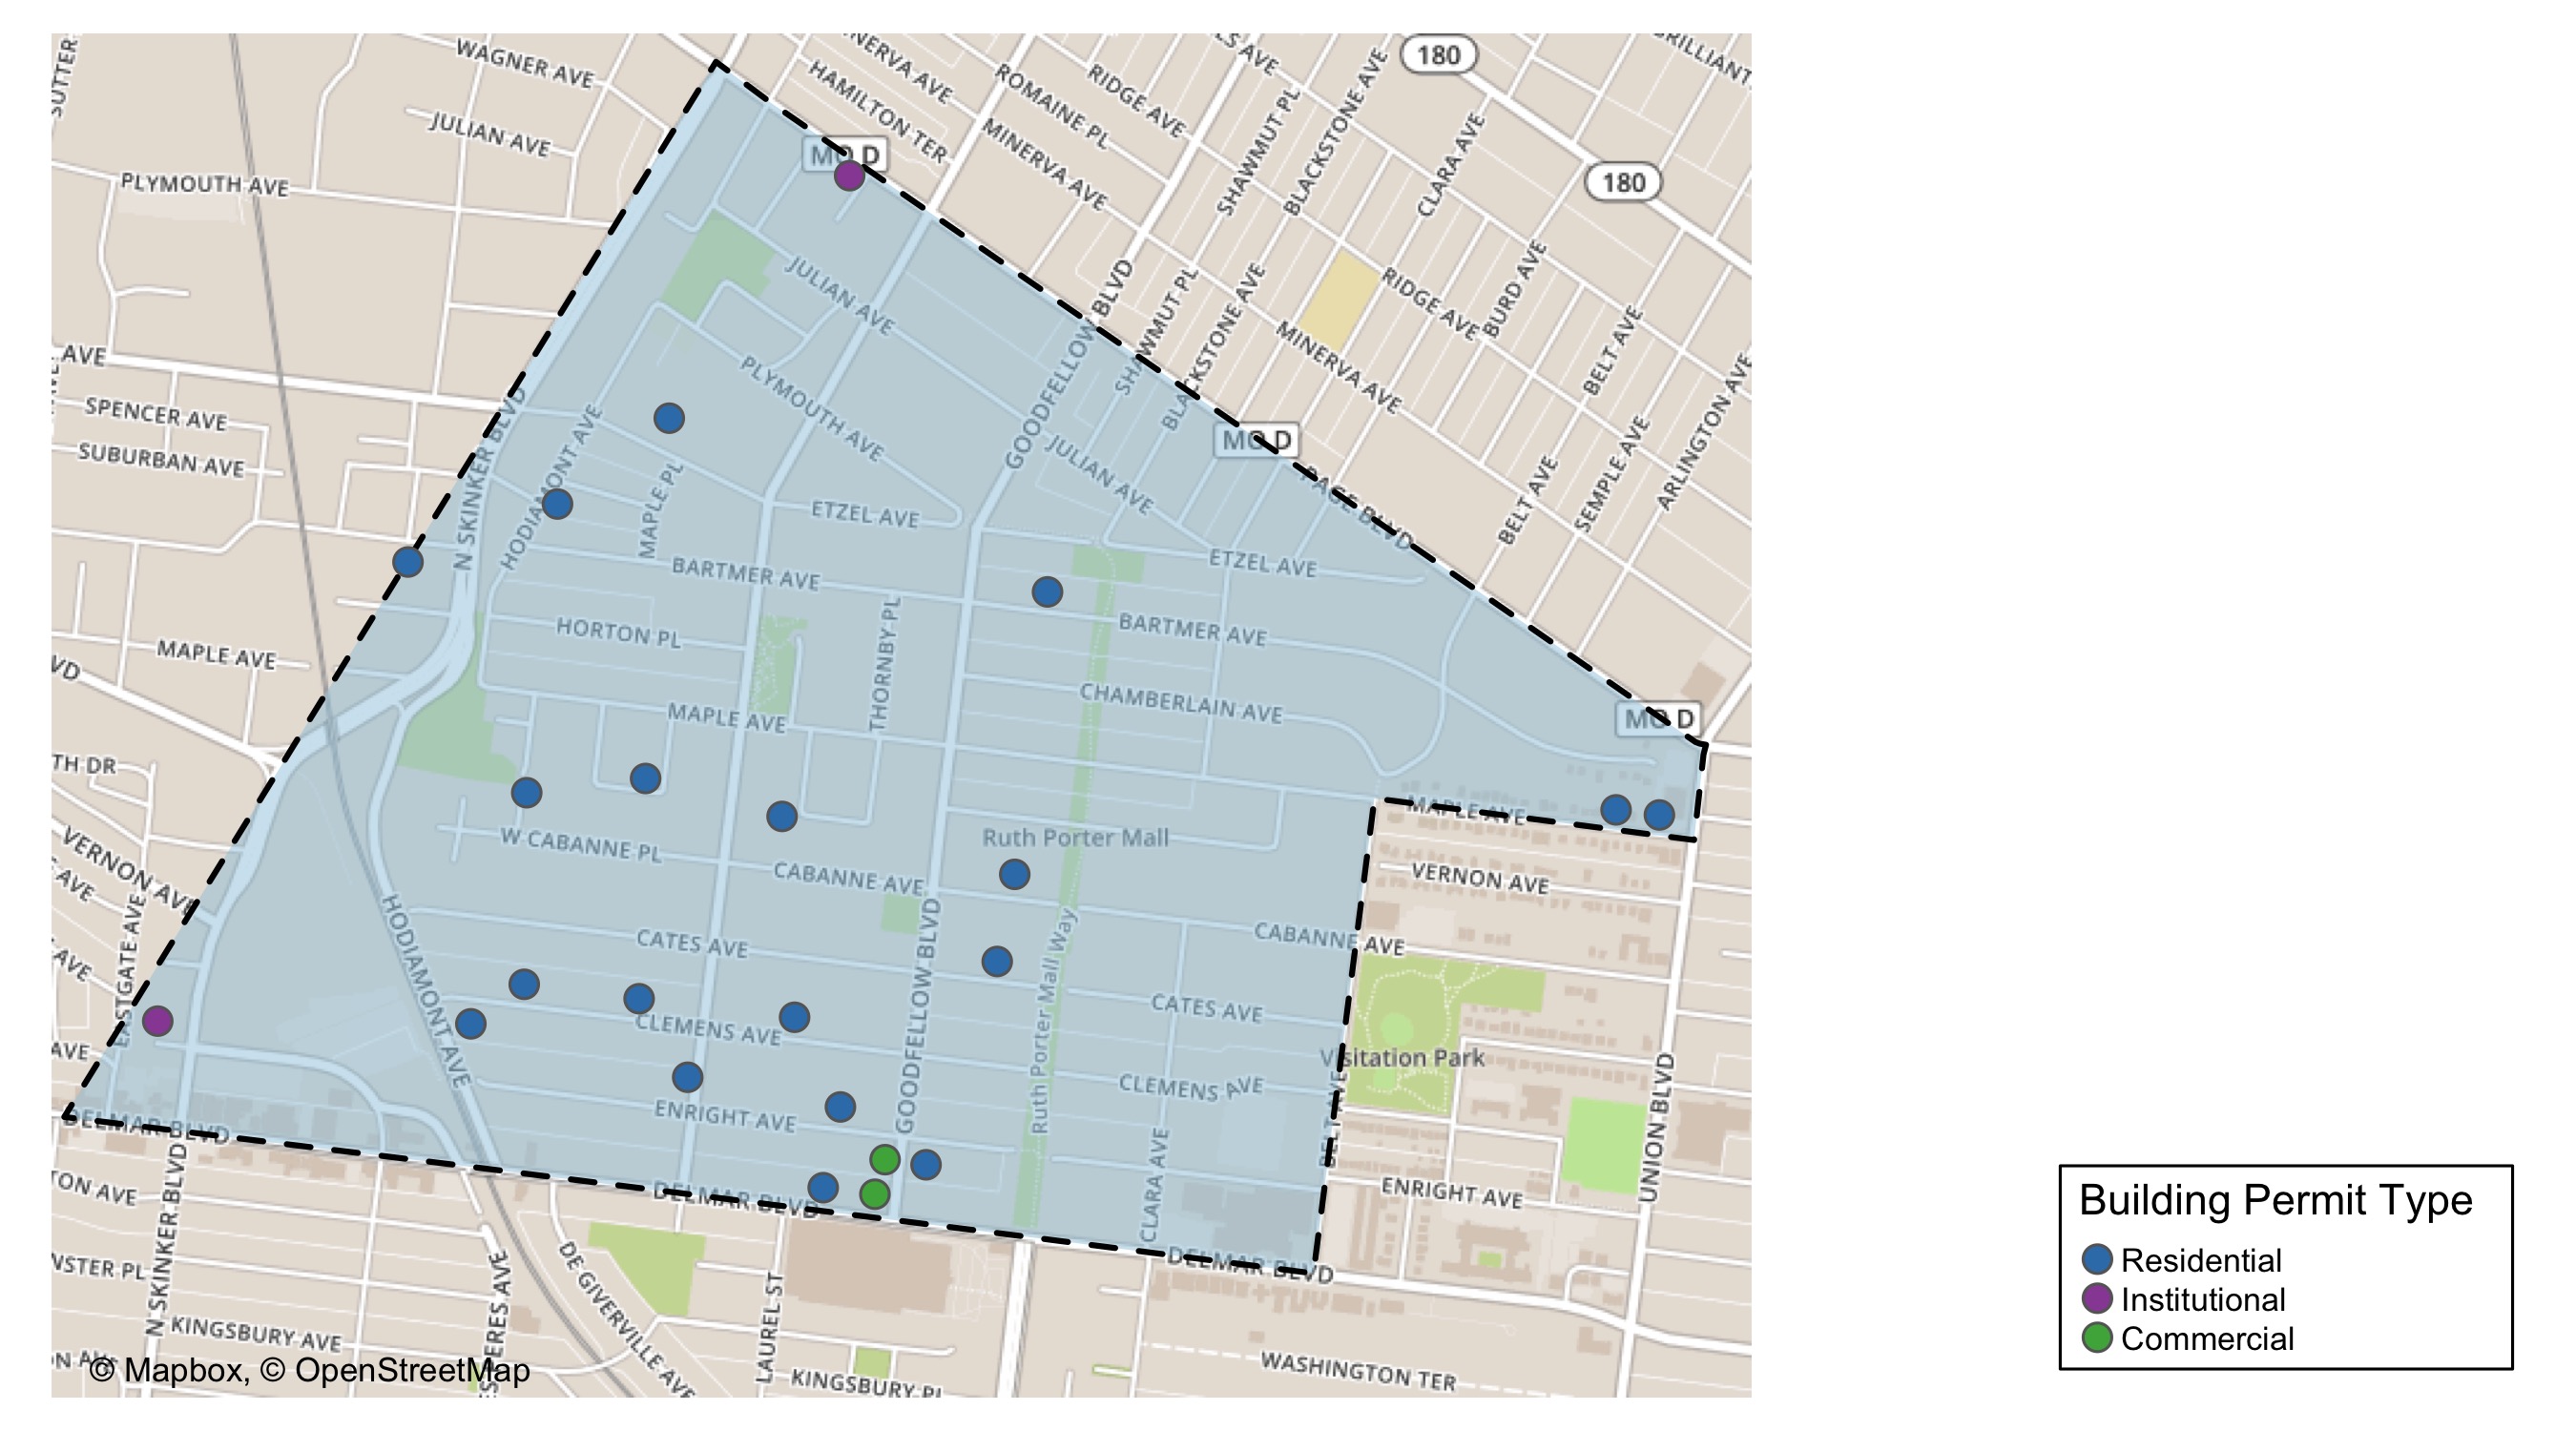 SUTTER
WAGNER AVE
MINERVA AVE
HAMILTON TER
ROMAINE PL
RIDGE AVE
180
JULIAN AVE
MO D
MINERVA AVE
SHAWMUT PL
BLACKSTONE AVE
CLARA AVE
180
PLYMOUTH AVE
JULIAN AVE
GOODFELLOW BLVD
SHAWMUT PL
BLACKSTONE AVE
RIDGE AVE
BURD AVE
MINERVA AVE
BELT AVE
ARLINGTON AVE
AVE
SPENCER AVE
SUBURBAN AVE
N SKINKER BLVD
HODIAMONT AVE
MAPLE PL
PLYMOUTH AVE
ETZEL AVE
JULIAN AVE
MO D
PAGE BLVD
BELT AVE
SEMPLE AVE
BARTMER AVE
ETZEL AVE
BARTMER AVE
HORTON PL
THORNBY PL
MAPLE AVE
MAPLE AVE
CHAMBERLAIN AVE
MO D
VD
TH DR
MAPLE AVE
VERNON AVE
AVE
W CABANNE PL
Ruth Porter Mall
CABANNE AVE
VERNON AVE
EASTGATE AVE
HODIAMONT AVE
CATES AVE
GOODFELLOW BLVD
Ruth Porter Mall Way
CABANNE AVE
AVE
CLEMENS AVE
CATES AVE
Visitation Park
AVE
ENRIGHT AVE
CLEMENS AVE
BELT AVE
UNION BLVD
DELMAR BLVD
CLARA AVE
ENRIGHT AVE
TON AVE
N SKINKER BLVD
DELMAR BLVD
DELMAR BLVD
NSTER PL
DE GIVERVILLE AVE
LAUREL ST
KINGSBURY AVE
WASHINGTON TER
KINGSBURY PL
© Mapbox, © OpenStreetMap
Building Permit Type
Residential
Institutional
Commercial